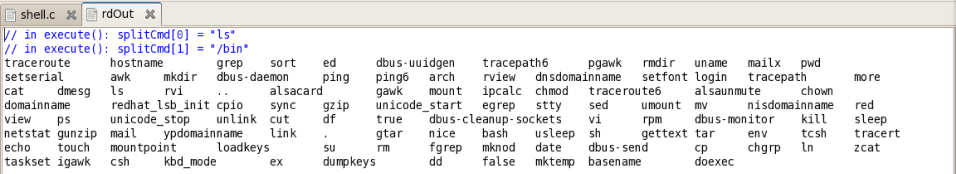 shell.c rdOut
// in execute(): splitCmd[0] = "ls"
// in execute(): splitCmd[1] = "/bin"
traceroute hostname grep sort ed dbus-uuidgen tracepath6 pgawk rmdir uname mailx pwd
setserial awk mkdir dbus-daemon ping ping6 arch rview dnsdomainname setfont login tracepath more
cat dmesg ls rvi .. alsacard gawk mount ipcalc chmod traceroute6 alsaunmute chown
domainname redhat_lsb_init cpio sync gzip unicode_start egrep stty sed umount mv nisdomainname red
view ps unicode_stop unlink cut df true dbus-cleanup-sockets vi rpm dbus-monitor kill sleep
netstat gunzip mail ypdomainname link . gtar nice bash usleep sh gettext tar env tcsh tracert
echo touch mountpoint loadkeys su rm fgrep mknod date dbus-send cp chgrp ln zcat
taskset igawk csh kbd_mode ex dumpkeys dd false mktemp basename doexec